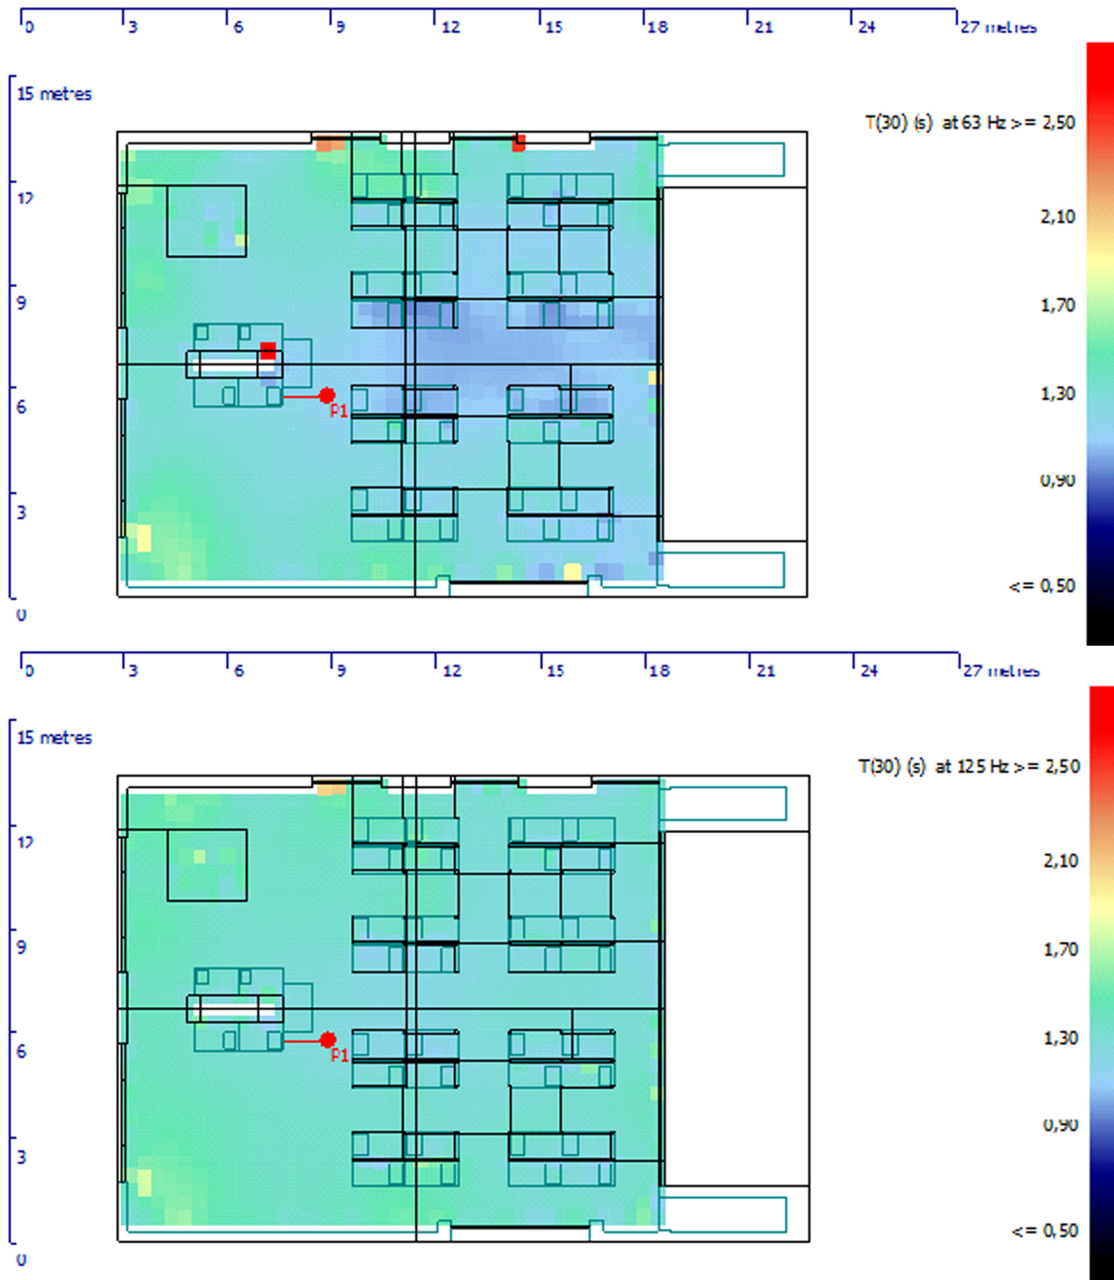 0 3 6 9 12 15 18 21 24 27 metres
15 metres
T(30) (s) at 63 Hz >= 2,50
12
2,10
9
1,70
6
P1
1,30
0,90
3
<= 0,50
0
0 3 6 9 12 15 18 21 24 27 metres
15 metres
T(30) (s) at 125 Hz >= 2,50
12
2,10
9
1,70
6
P1
1,30
0,90
3
<= 0,50
0